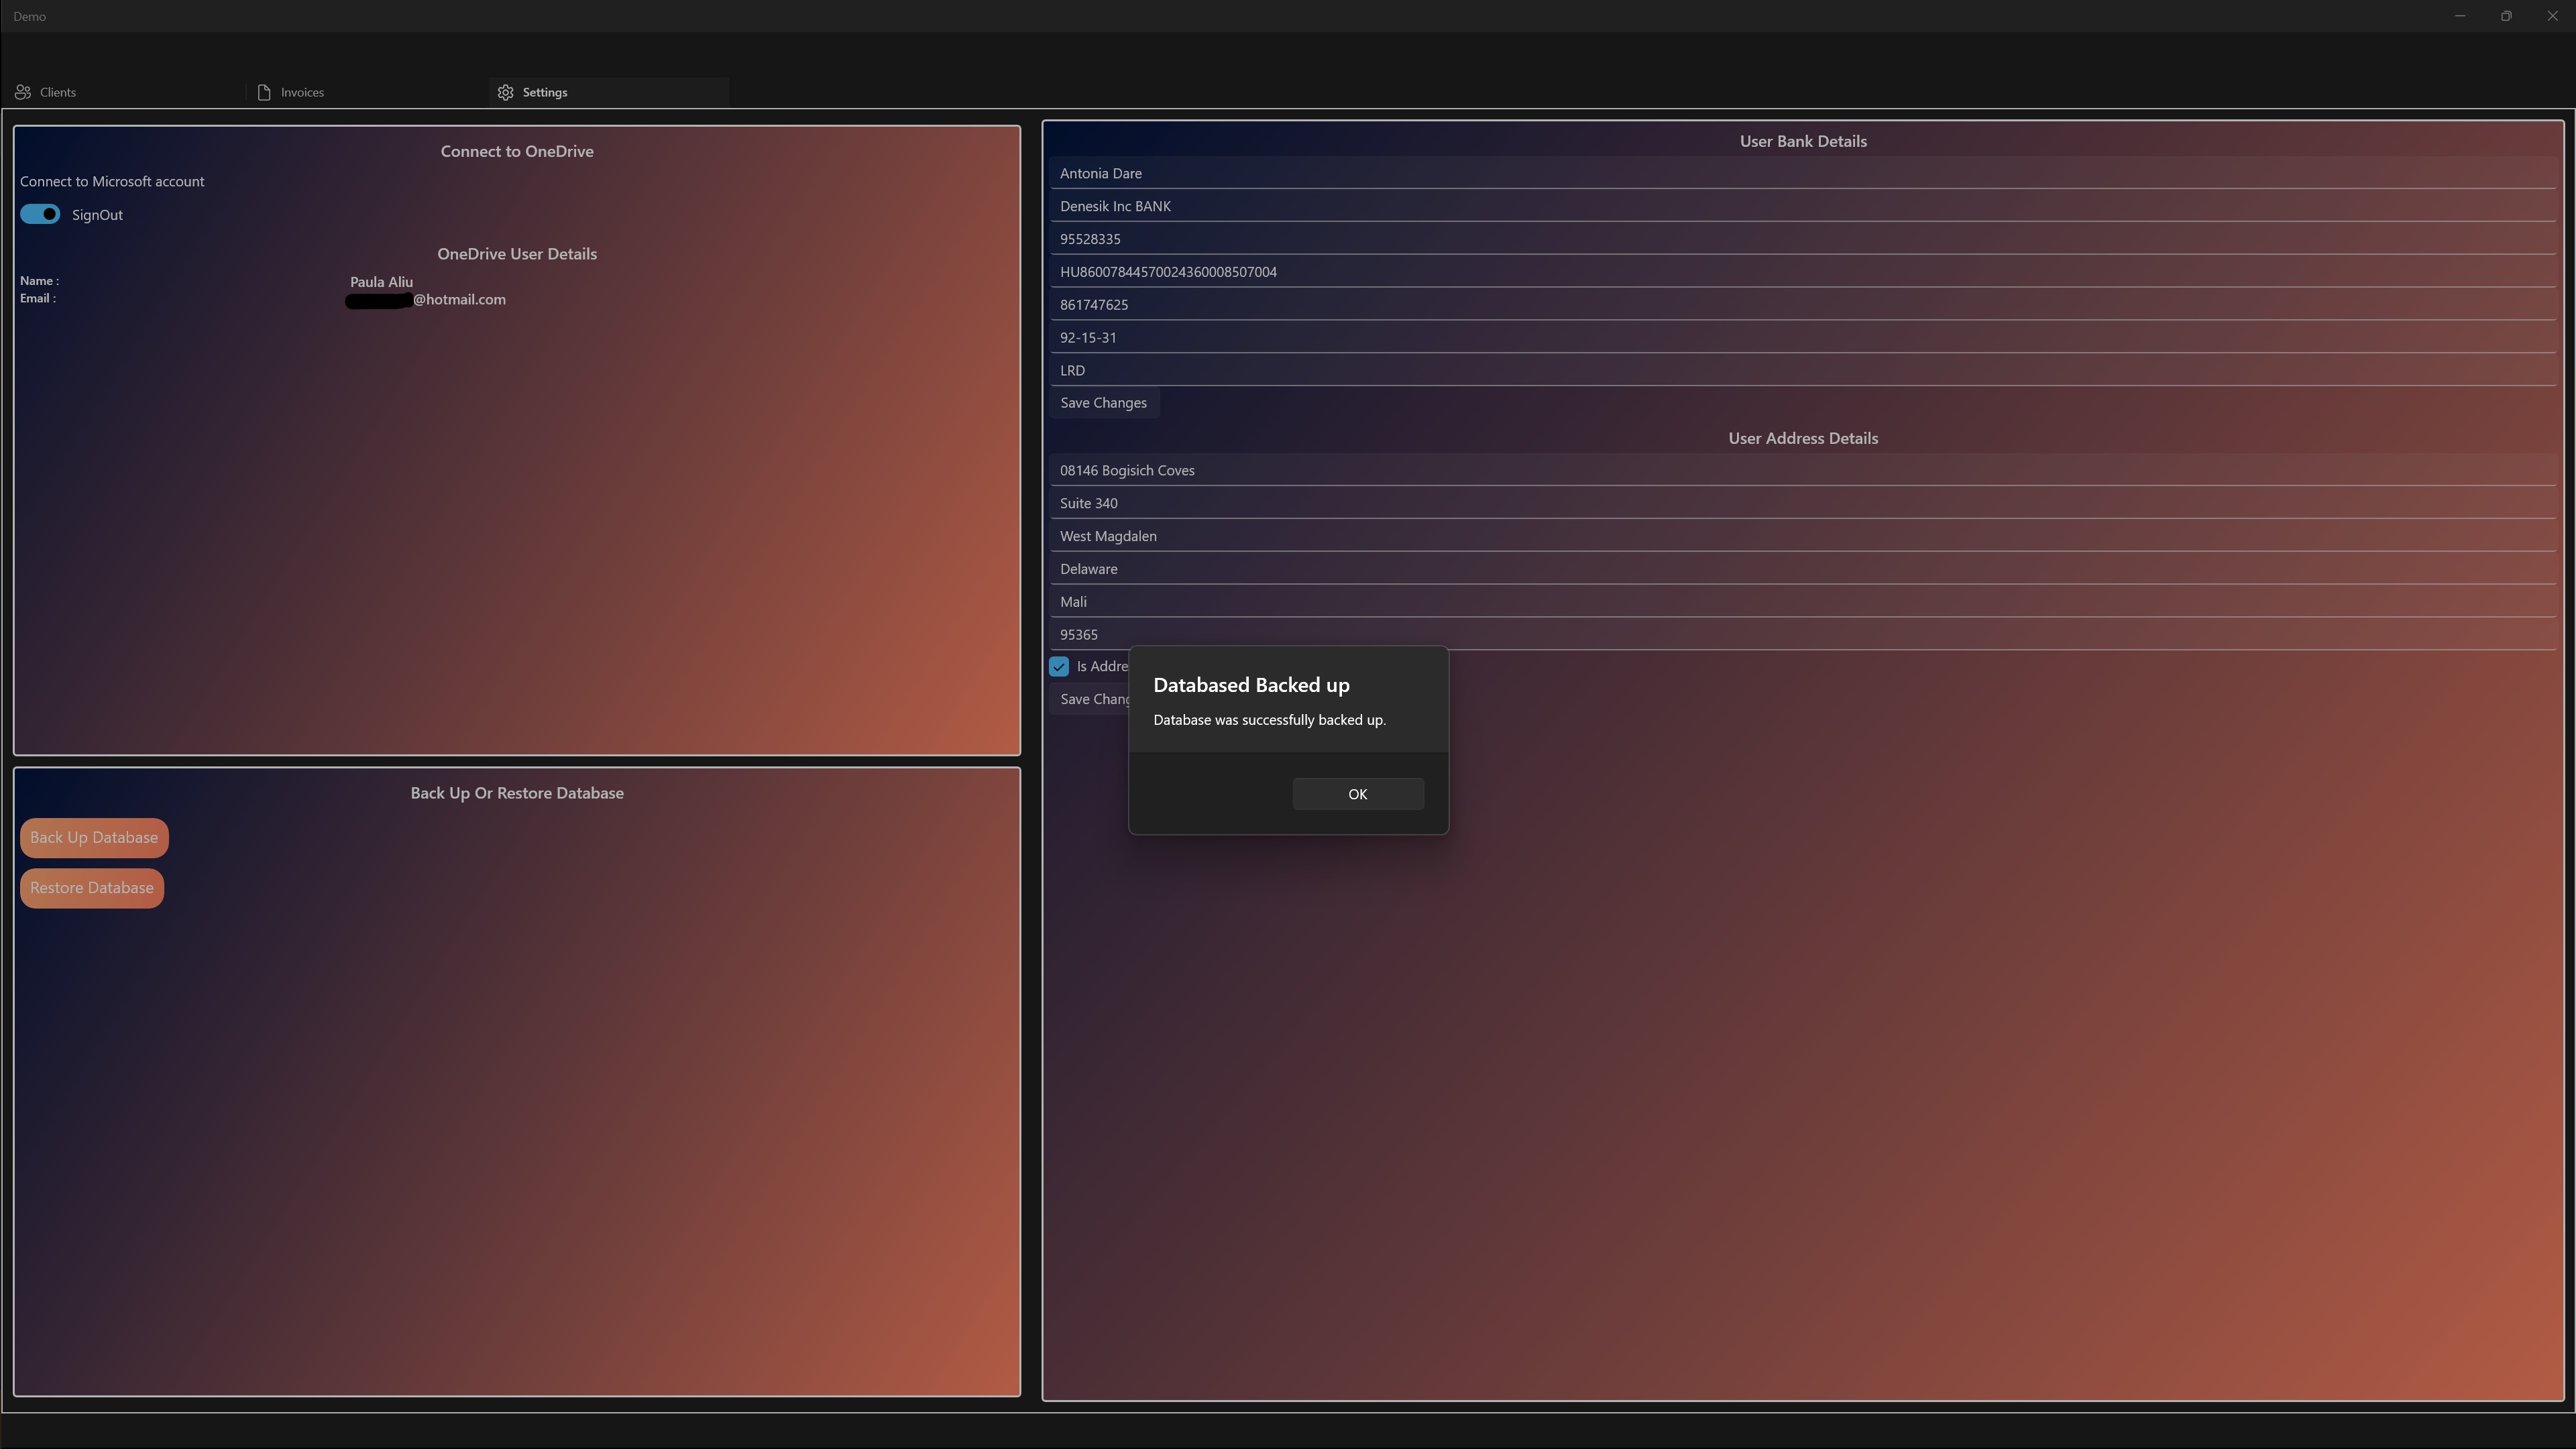 Demo
Clients
Invoices
Settings
Connect to OneDrive
Connect to Microsoft account
SignOut
OneDrive User Details
Name : Paula Aliu
Email : @hotmail.com
Back Up Or Restore Database
Back Up Database
Restore Database
User Bank Details
Antonia Dare
Denesik Inc BANK
95528335
HU86007844570024360008507004
861747625
92-15-31
LRD
Save Changes
User Address Details
08146 Bogisich Coves
Suite 340
West Magdalen
Delaware
Mali
95365
Is Addre
Save Chang
Databased Backed up
Database was successfully backed up.
OK